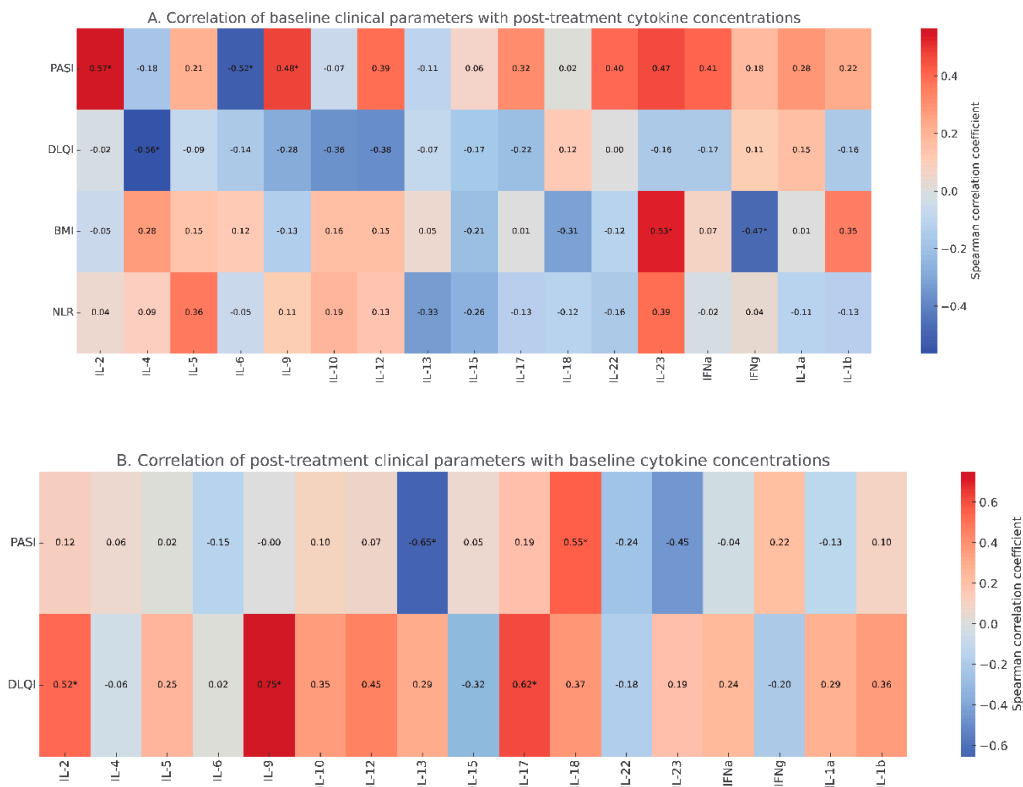 A. Correlation of baseline clinical parameters with post-treatment cytokine concentrations
PASI 0.57* -0.18 0.21 -0.52* 0.48* -0.07 0.39 -0.11 0.06 0.32 0.02 0.40 0.47 0.41 0.18 0.28 0.22
DLQI -0.02 -0.56* -0.09 -0.14 -0.28 -0.36 -0.38 -0.07 -0.17 -0.22 0.12 0.00 -0.16 -0.17 0.11 0.15 -0.16
BMI -0.05 0.28 0.15 0.12 -0.13 0.16 0.15 0.05 -0.21 0.01 -0.31 -0.12 0.53* 0.07 -0.47* 0.01 0.35
NLR 0.04 0.09 0.36 -0.05 0.11 0.19 0.13 -0.33 -0.26 -0.13 -0.12 -0.16 0.39 -0.02 0.04 -0.11 -0.13
IL-2 IL-4 IL-5 IL-6 IL-9 IL-10 IL-12 IL-13 IL-15 IL-17 IL-18 IL-22 IL-23 IFNa IFNg IL-1a IL-1b
0.4
0.2
0.0
−0.2
−0.4
Spearman correlation coefficient
B. Correlation of post-treatment clinical parameters with baseline cytokine concentrations
PASI 0.12 0.06 0.02 -0.15 -0.00 0.10 0.07 -0.65* 0.05 0.19 0.55* -0.24 -0.45 -0.04 0.22 -0.13 0.10
DLQI 0.52* -0.06 0.25 0.02 0.75* 0.35 0.45 0.29 -0.32 0.62* 0.37 -0.18 0.19 0.24 -0.20 0.29 0.36
IL-2 IL-4 IL-5 IL-6 IL-9 IL-10 IL-12 IL-13 IL-15 IL-17 IL-18 IL-22 IL-23 IFNa IFNg IL-1a IL-1b
0.6
0.4
0.2
0.0
−0.2
−0.4
−0.6
Spearman correlation coefficient